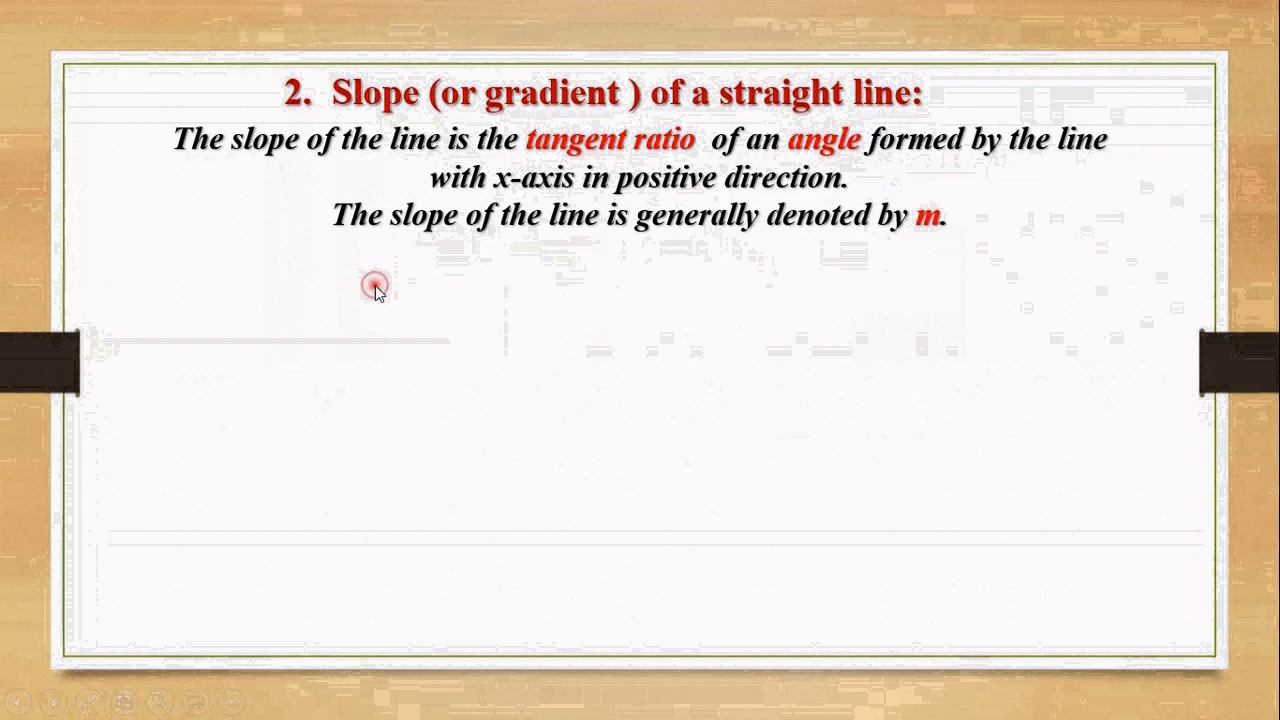 2. Slope (or gradient ) of a straight line:
The slope of the line is the tangent ratio of an angle formed by the line
with x-axis in positive direction.
The slope of the line is generally denoted by m.